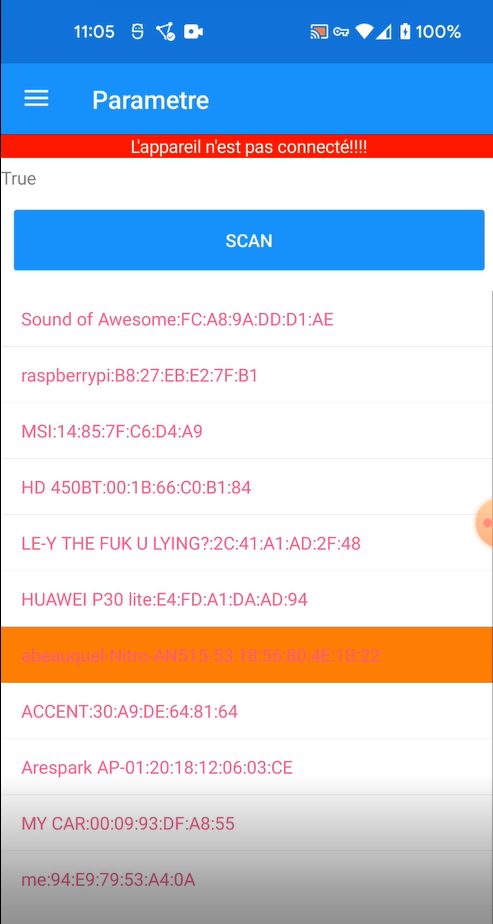 11:05
100%
Parametre
L'appareil n'est pas connecté!!!!
True
SCAN
Sound of Awesome:FC:A8:9A:DD:D1:AE
raspberrypi:B8:27:EB:E2:7F:B1
MSI:14:85:7F:C6:D4:A9
HD 450BT:00:1B:66:C0:B1:84
LE-Y THE FUK U LYING?:2C:41:A1:AD:2F:48
HUAWEI P30 lite:E4:FD:A1:DA:AD:94
abeauquel-Nitro-AN515-53:18:56:80:4E:1B:22
ACCENT:30:A9:DE:64:81:64
Arespark AP-01:20:18:12:06:03:CE
MY CAR:00:09:93:DF:A8:55
me:94:E9:79:53:A4:0A